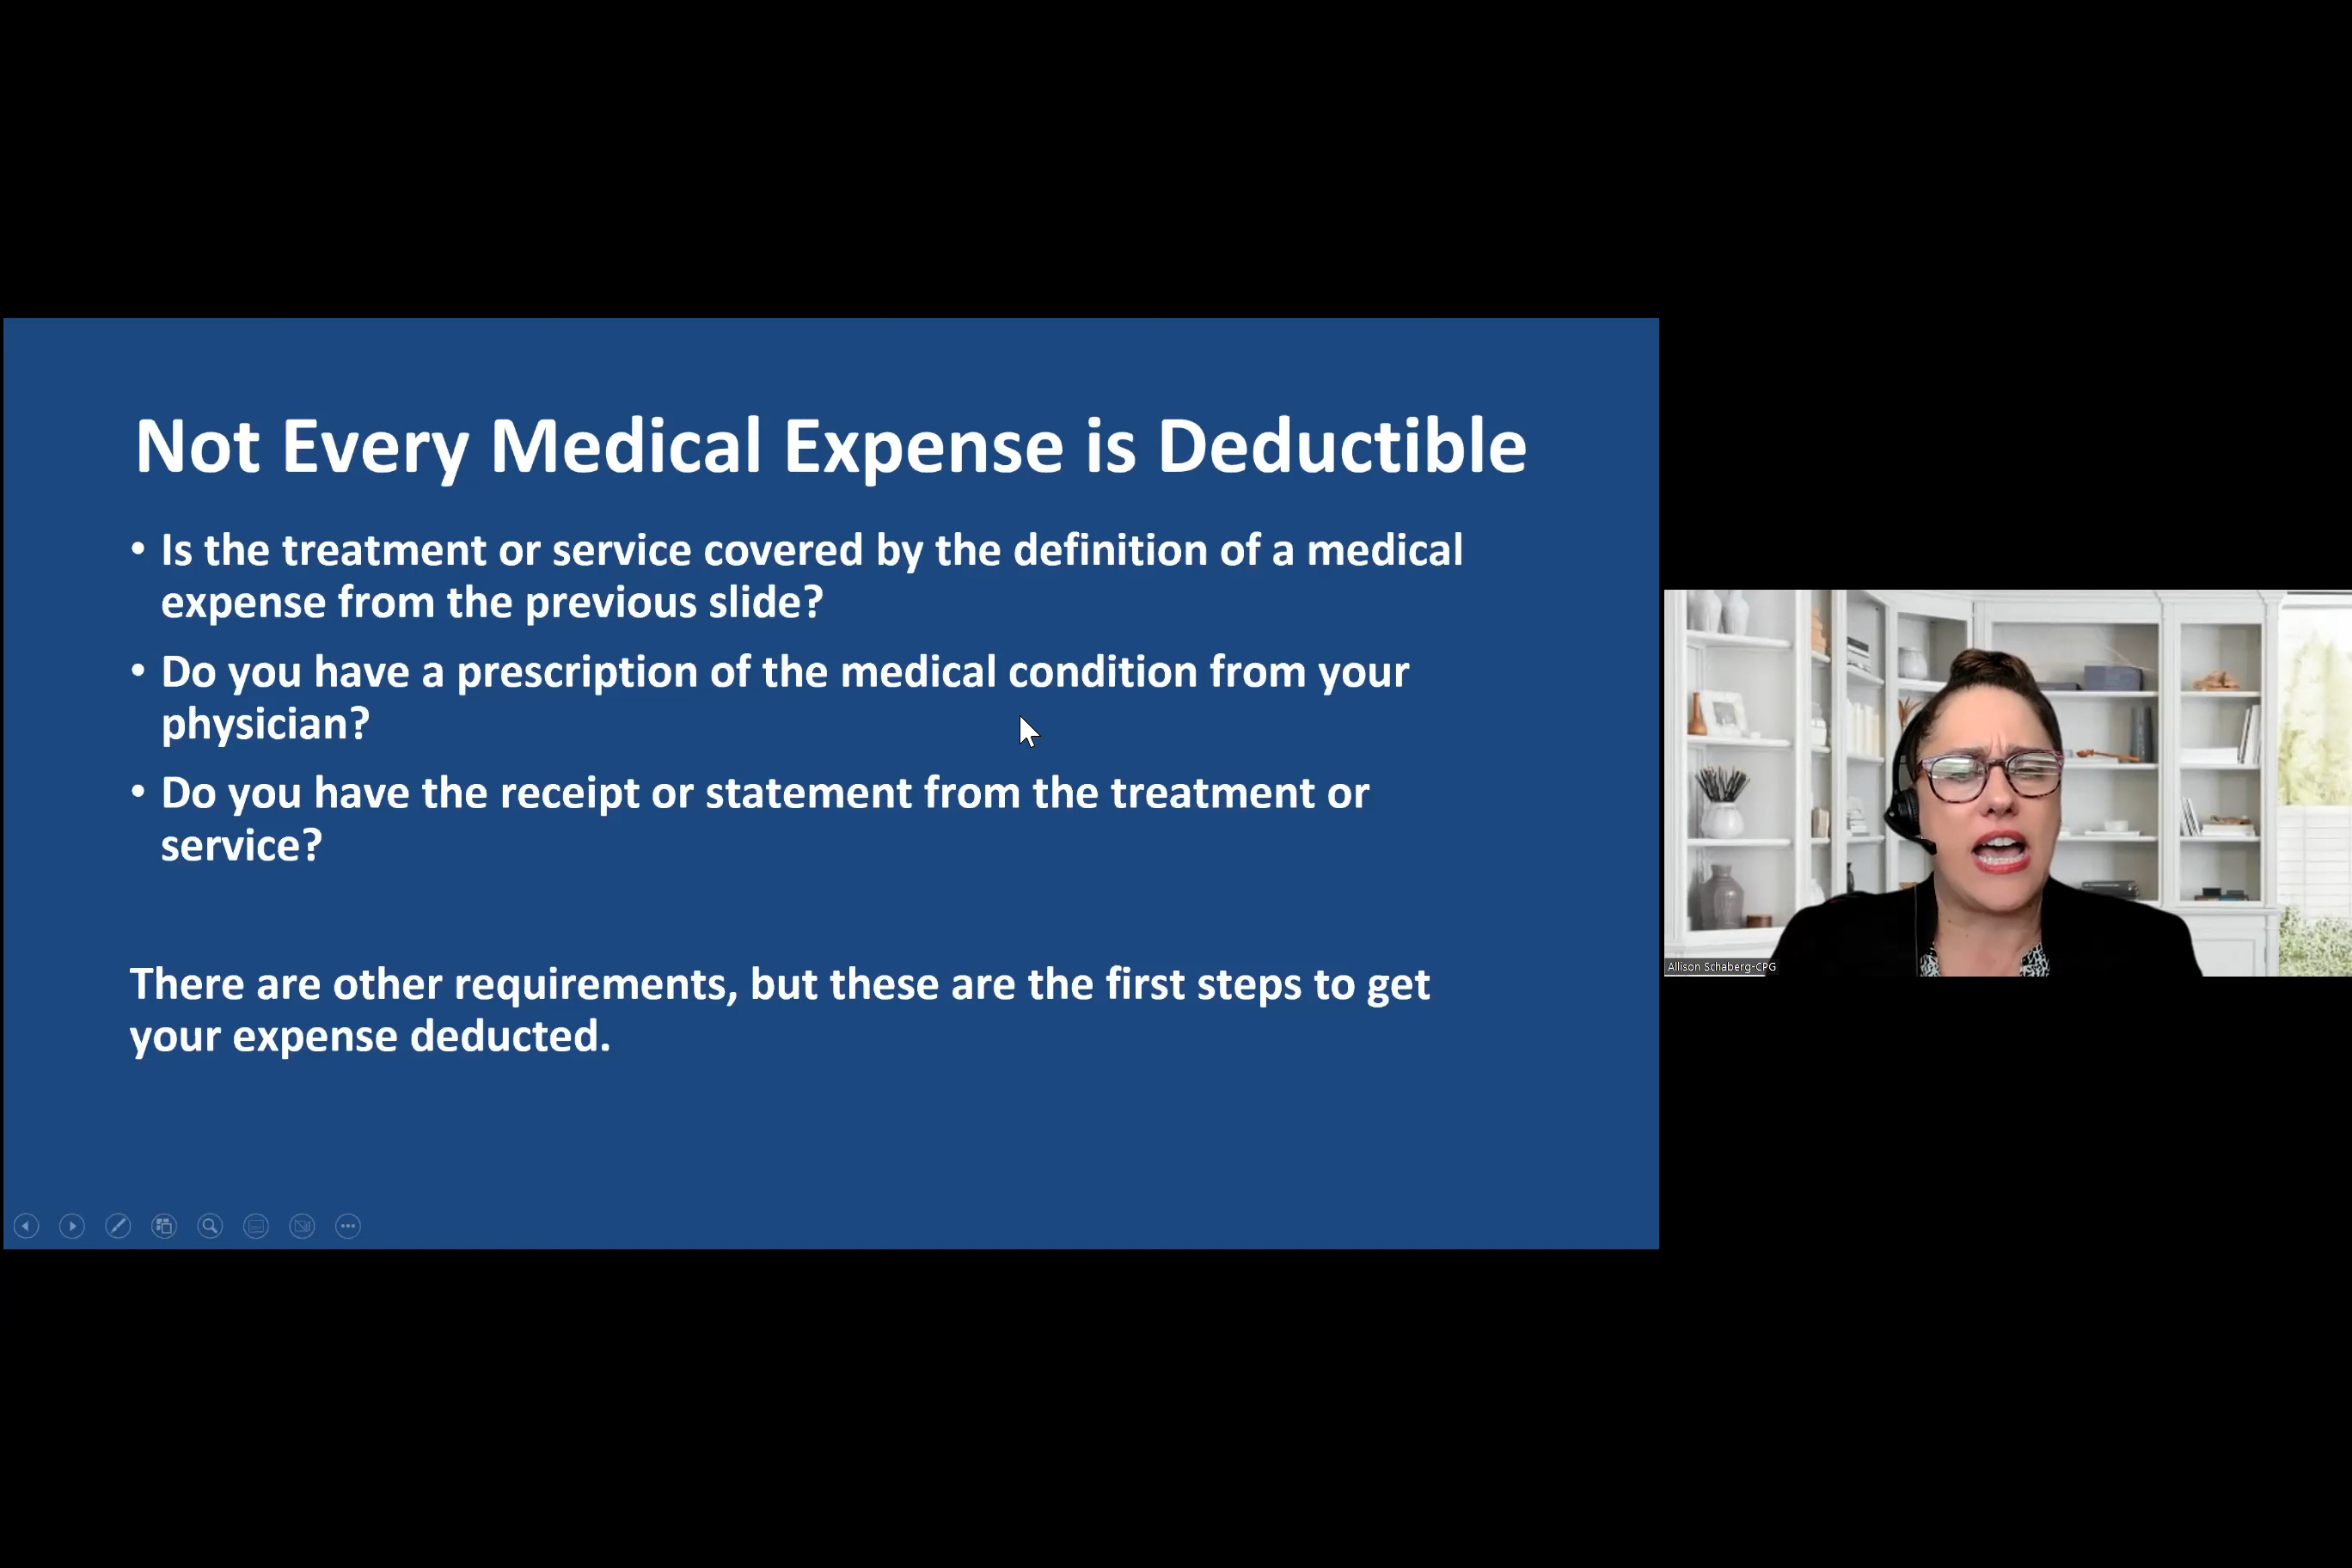 Not Every Medical Expense is Deductible
• Is the treatment or service covered by the definition of a medical
expense from the previous slide?
• Do you have a prescription of the medical condition from your
physician?
• Do you have the receipt or statement from the treatment or
service?
There are other requirements, but these are the first steps to get
your expense deducted.
Allison Schaberg-CPG